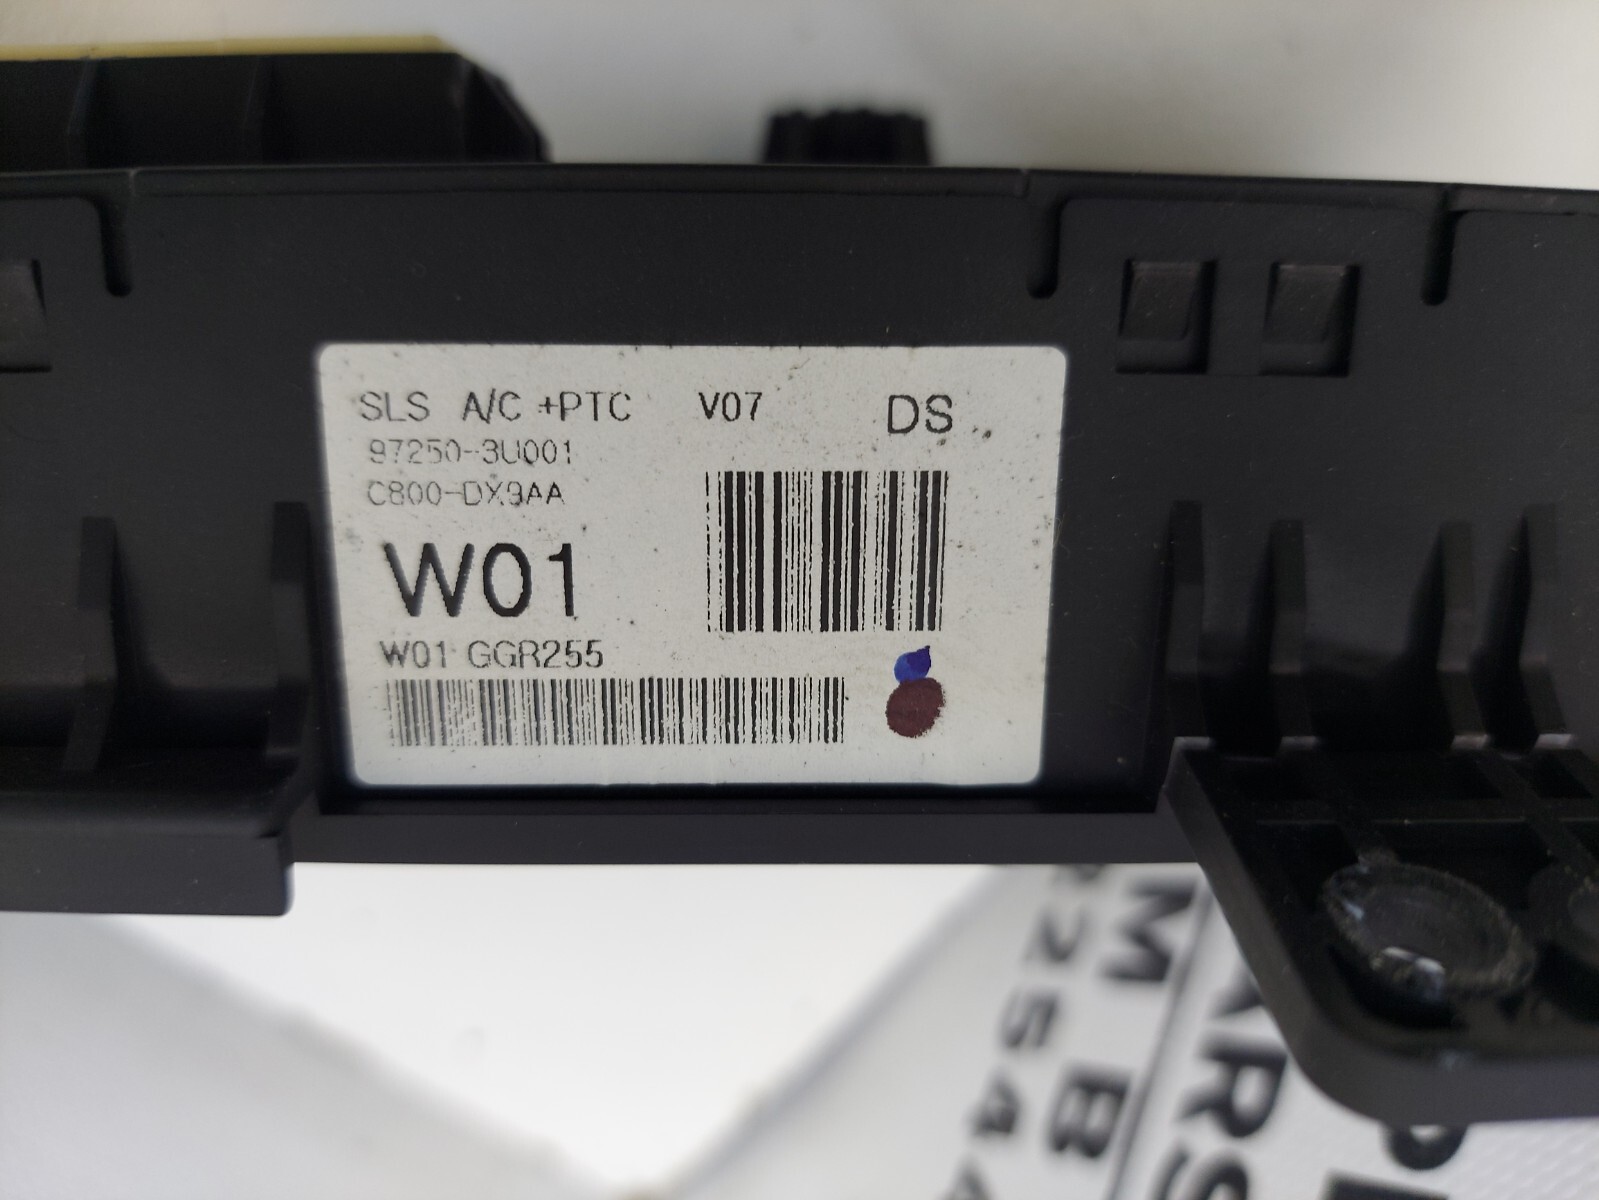 SLS A/C +PTC V07 DS
97250-3U001
C800-DX9AA
W01
W01 GGR255